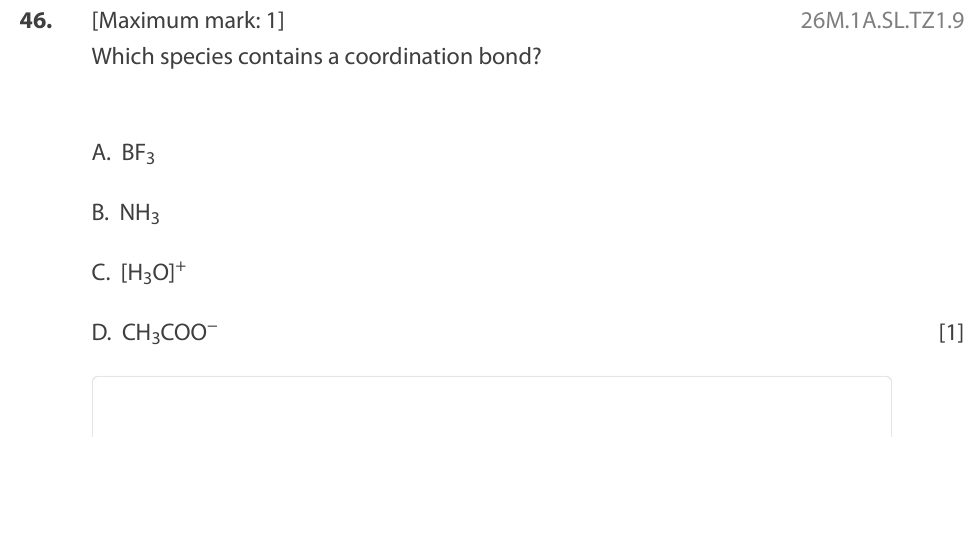 46. [Maximum mark: 1] 26M.1A.SL.TZ1.9
Which species contains a coordination bond?
A. BF₃
B. NH₃
C. [H₃O]⁺
D. CH₃COO⁻ [1]